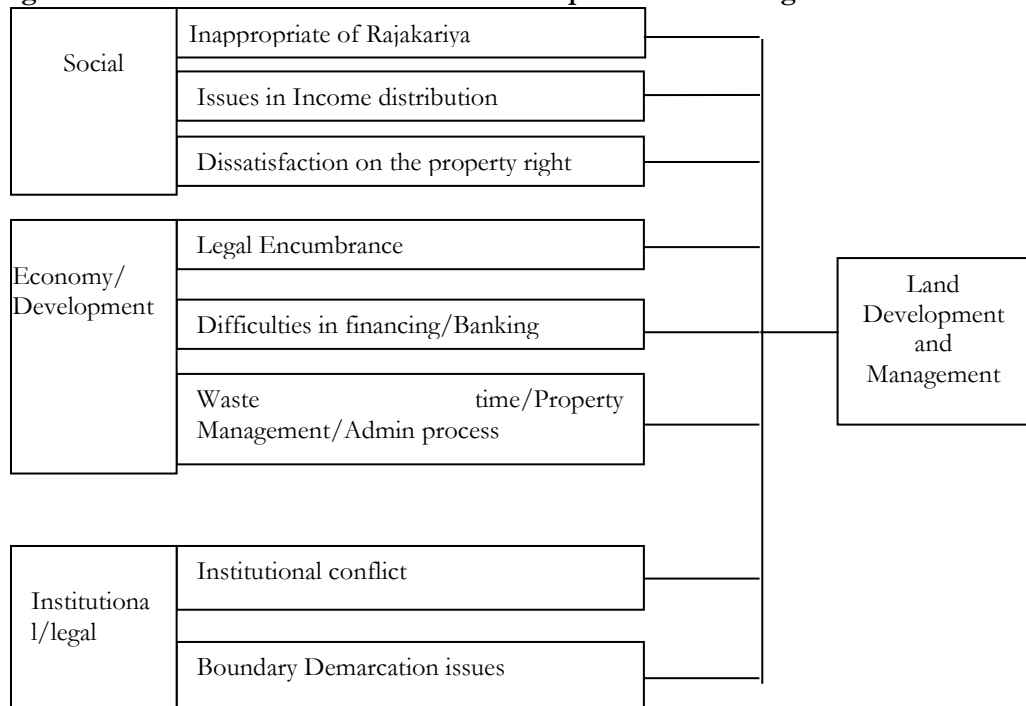 Social
Inappropriate of Rajakariya
Issues in Income distribution
Dissatisfaction on the property right
Economy/
Development
Legal Encumbrance
Difficulties in financing/Banking
Waste time/Property
Management/Admin process
Institutiona
l/legal
Institutional conflict
Boundary Demarcation issues
Land
Development
and
Management